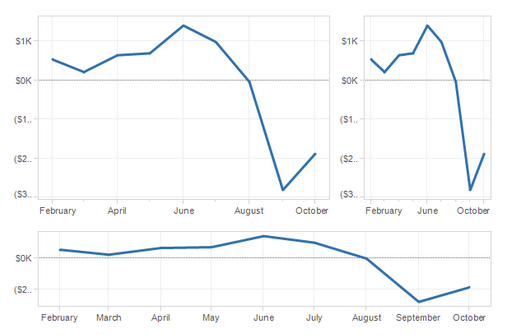 $1K
$0K
($1..
($2..
($3..
February April June August October
$1K
$0K
($1..
($2..
($3..
February June October
$0K
($2..
February March April May June July August September October